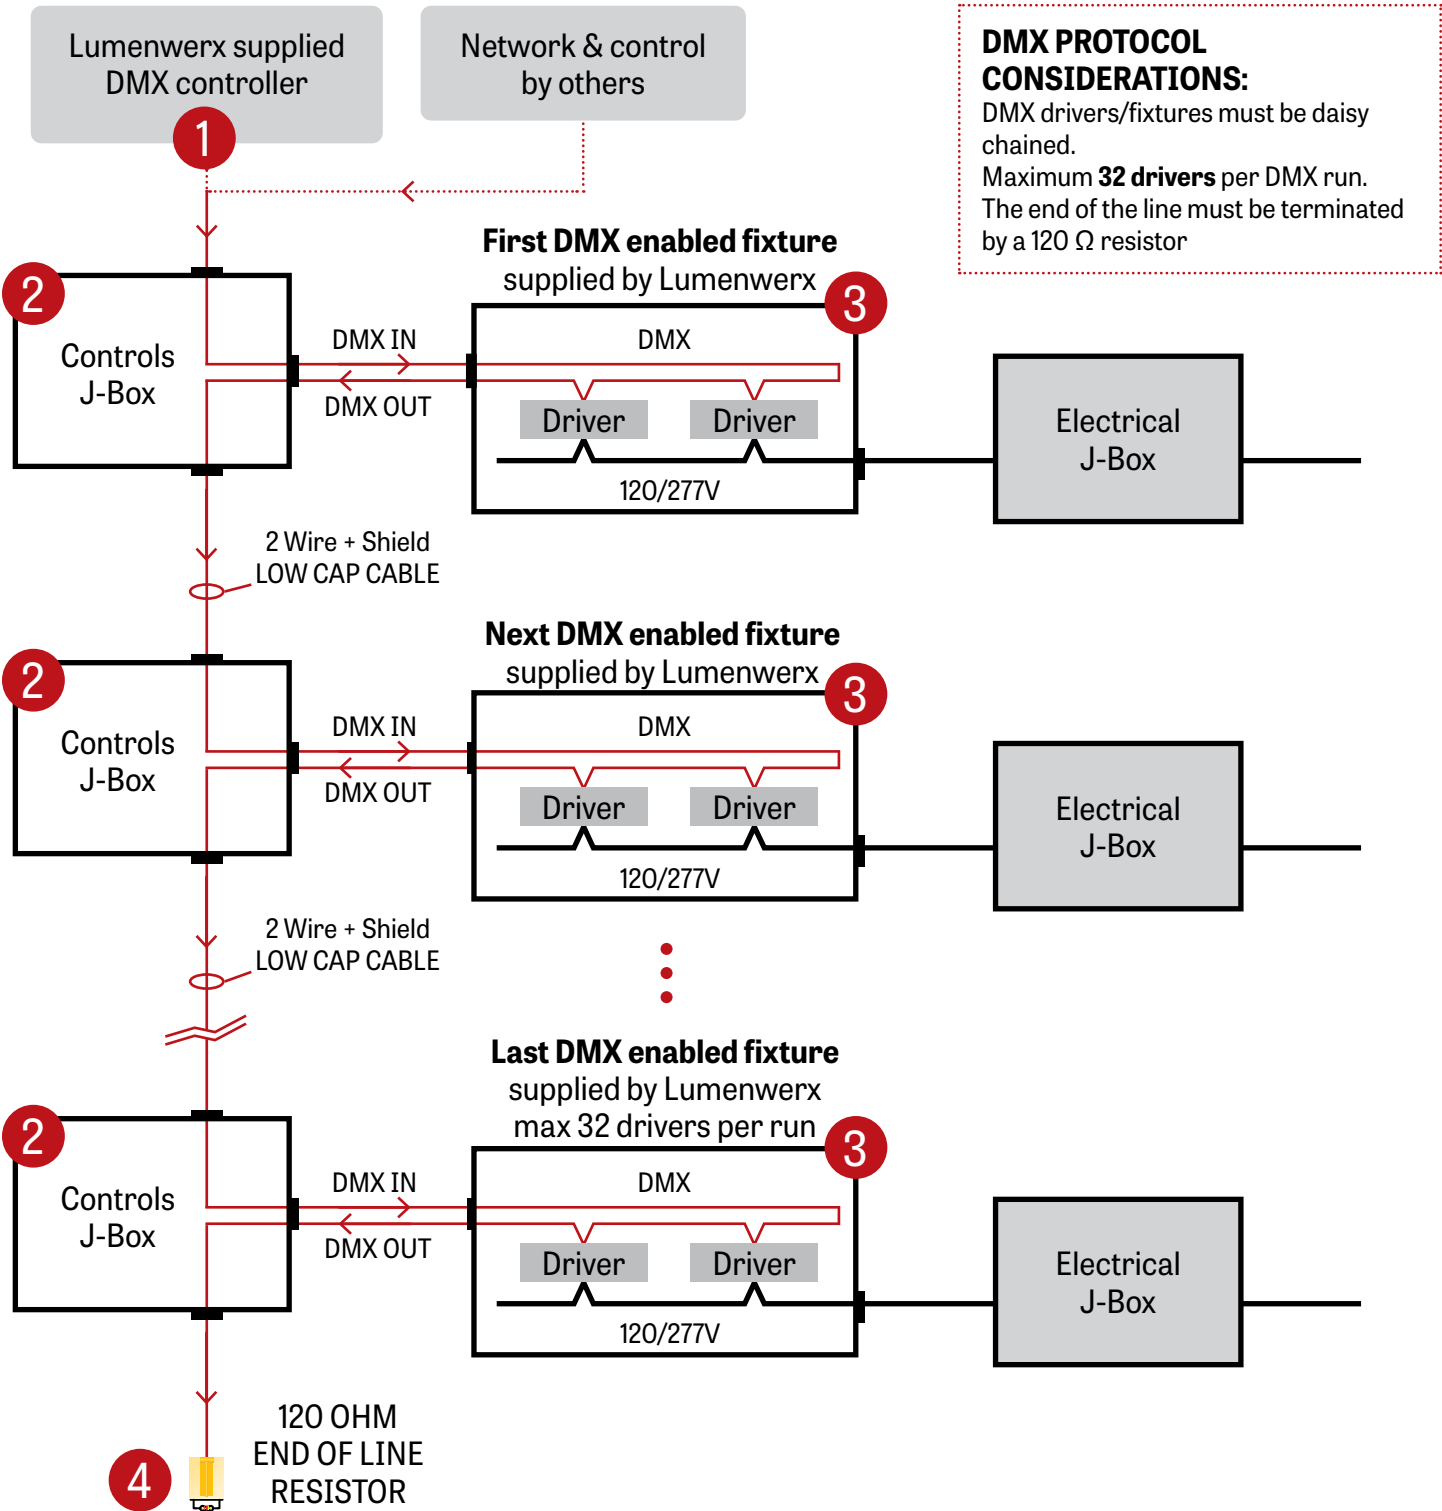 Lumenwerx supplied
DMX controller
1
Network & control
by others
DMX PROTOCOL
CONSIDERATIONS:
DMX drivers/fixtures must be daisy
chained.
Maximum 32 drivers per DMX run.
The end of the line must be terminated
by a 120 Ω resistor
2
Controls
J-Box
DMX IN
DMX OUT
First DMX enabled fixture
supplied by Lumenwerx
3
DMX
Driver
Driver
120/277V
Electrical
J-Box
2 Wire + Shield
LOW CAP CABLE
2
Controls
J-Box
DMX IN
DMX OUT
Next DMX enabled fixture
supplied by Lumenwerx
3
DMX
Driver
Driver
120/277V
Electrical
J-Box
2 Wire + Shield
LOW CAP CABLE
2
Controls
J-Box
DMX IN
DMX OUT
Last DMX enabled fixture
supplied by Lumenwerx
max 32 drivers per run
3
DMX
Driver
Driver
120/277V
Electrical
J-Box
4
120 OHM
END OF LINE
RESISTOR